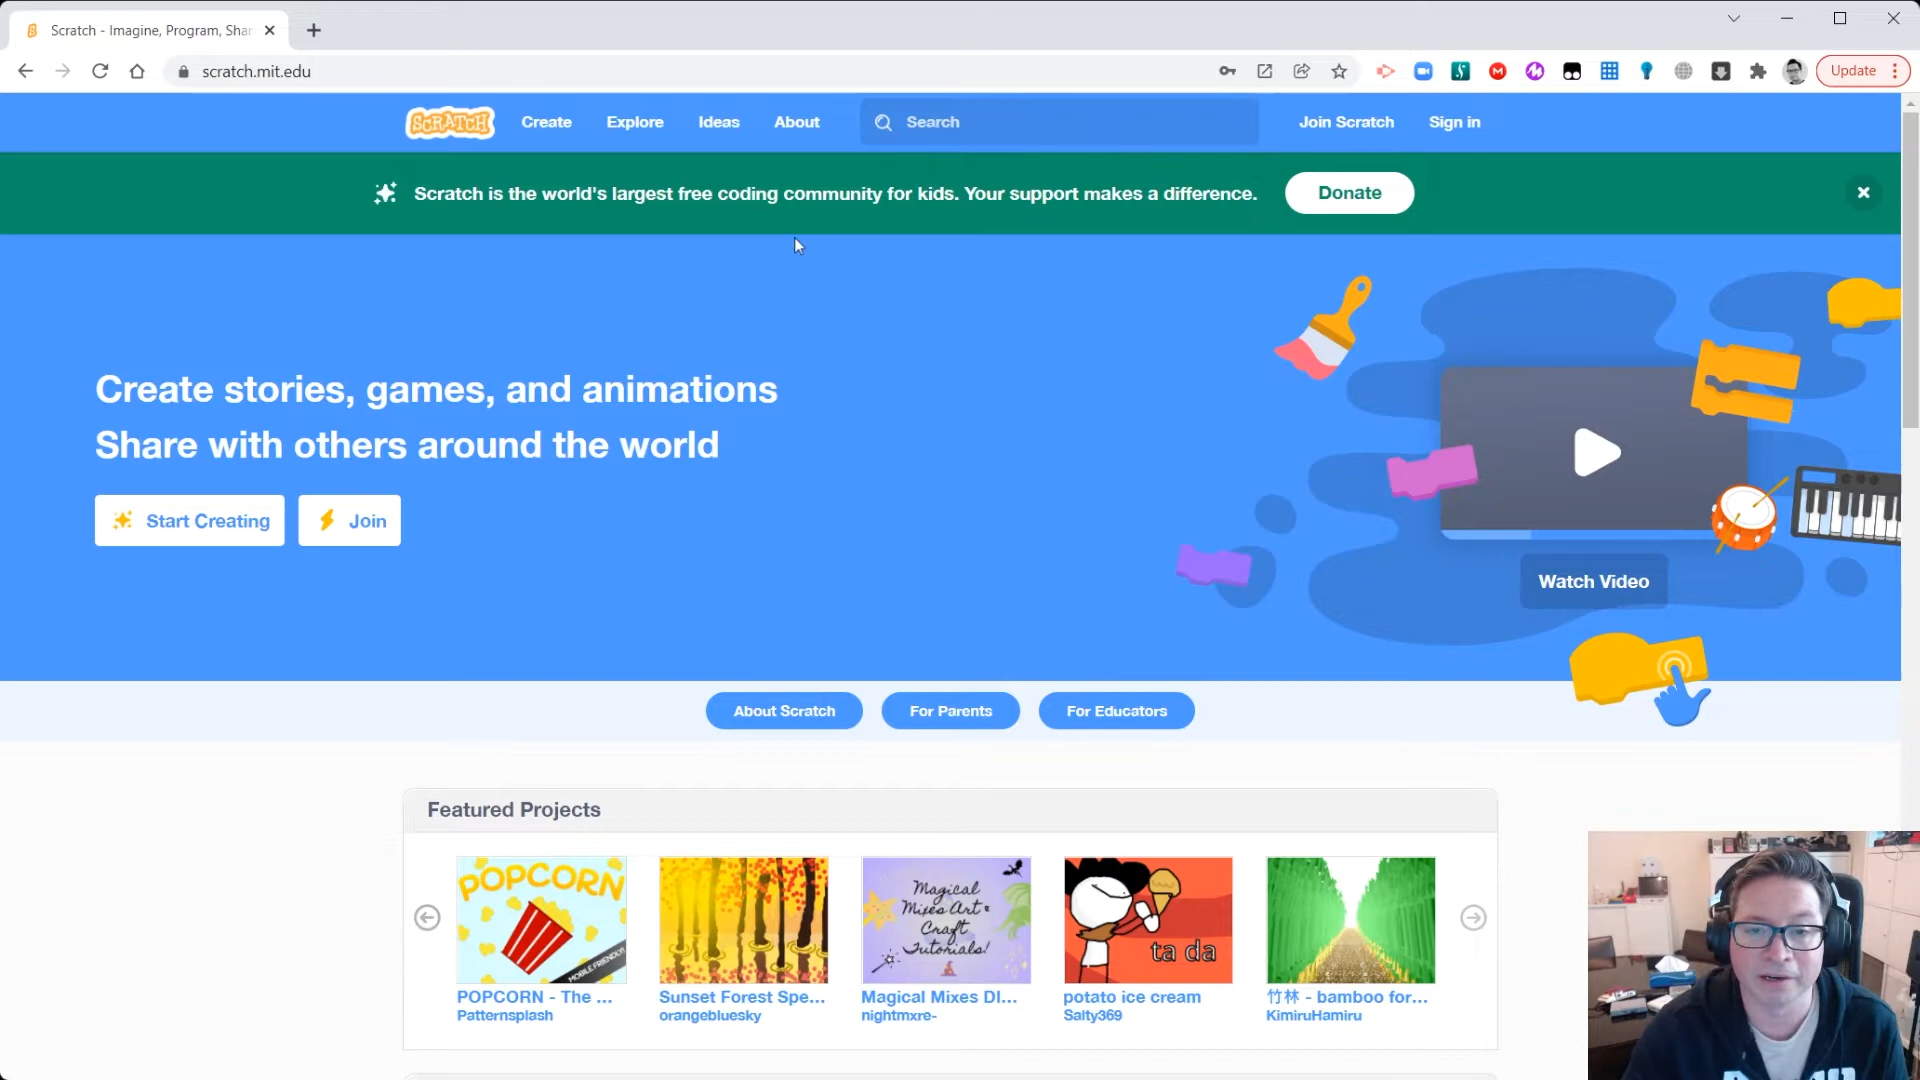 Scratch - Imagine, Program, Shar
scratch.mit.edu
Update
SCRATCH
Create
Explore
Ideas
About
Search
Join Scratch
Sign in
Scratch is the world's largest free coding community for kids. Your support makes a difference.
Donate
Create stories, games, and animations
Share with others around the world
Start Creating
Join
Watch Video
About Scratch
For Parents
For Educators
Featured Projects
POPCORN
MOBILE FRIENDLY!
Magical
Mixes Art &
Craft
Tutorials!
ta da
POPCORN - The ...
Patternsplash
Sunset Forest Spe...
orangebluesky
Magical Mixes DI...
nightmxre-
potato ice cream
Salty369
竹林 - bamboo for...
KimiruHamiru